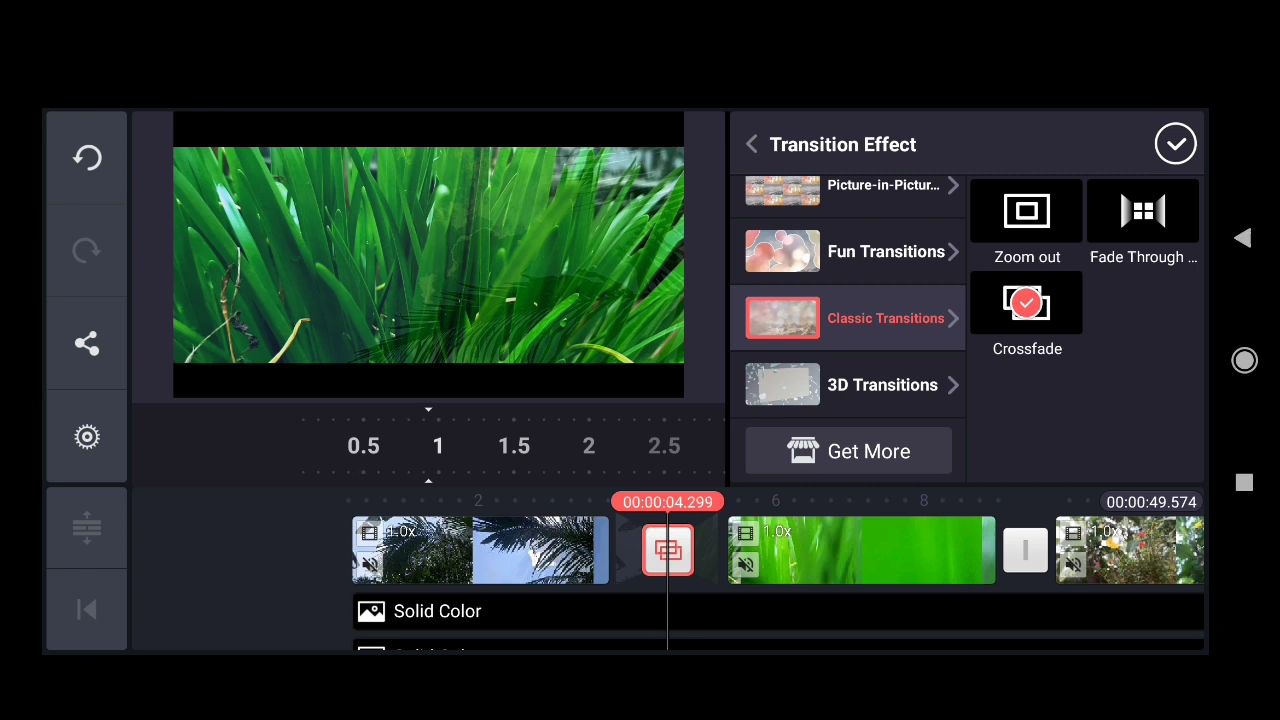 Transition Effect
Picture-in-Pictur...
Fun Transitions
Classic Transitions
3D Transitions
Get More
Zoom out
Fade Through ...
Crossfade
0.5 1 1.5 2 2.5
2 00:00:04.299 6 8 00:00:49.574
1.0x 1.0x 1.0x
Solid Color